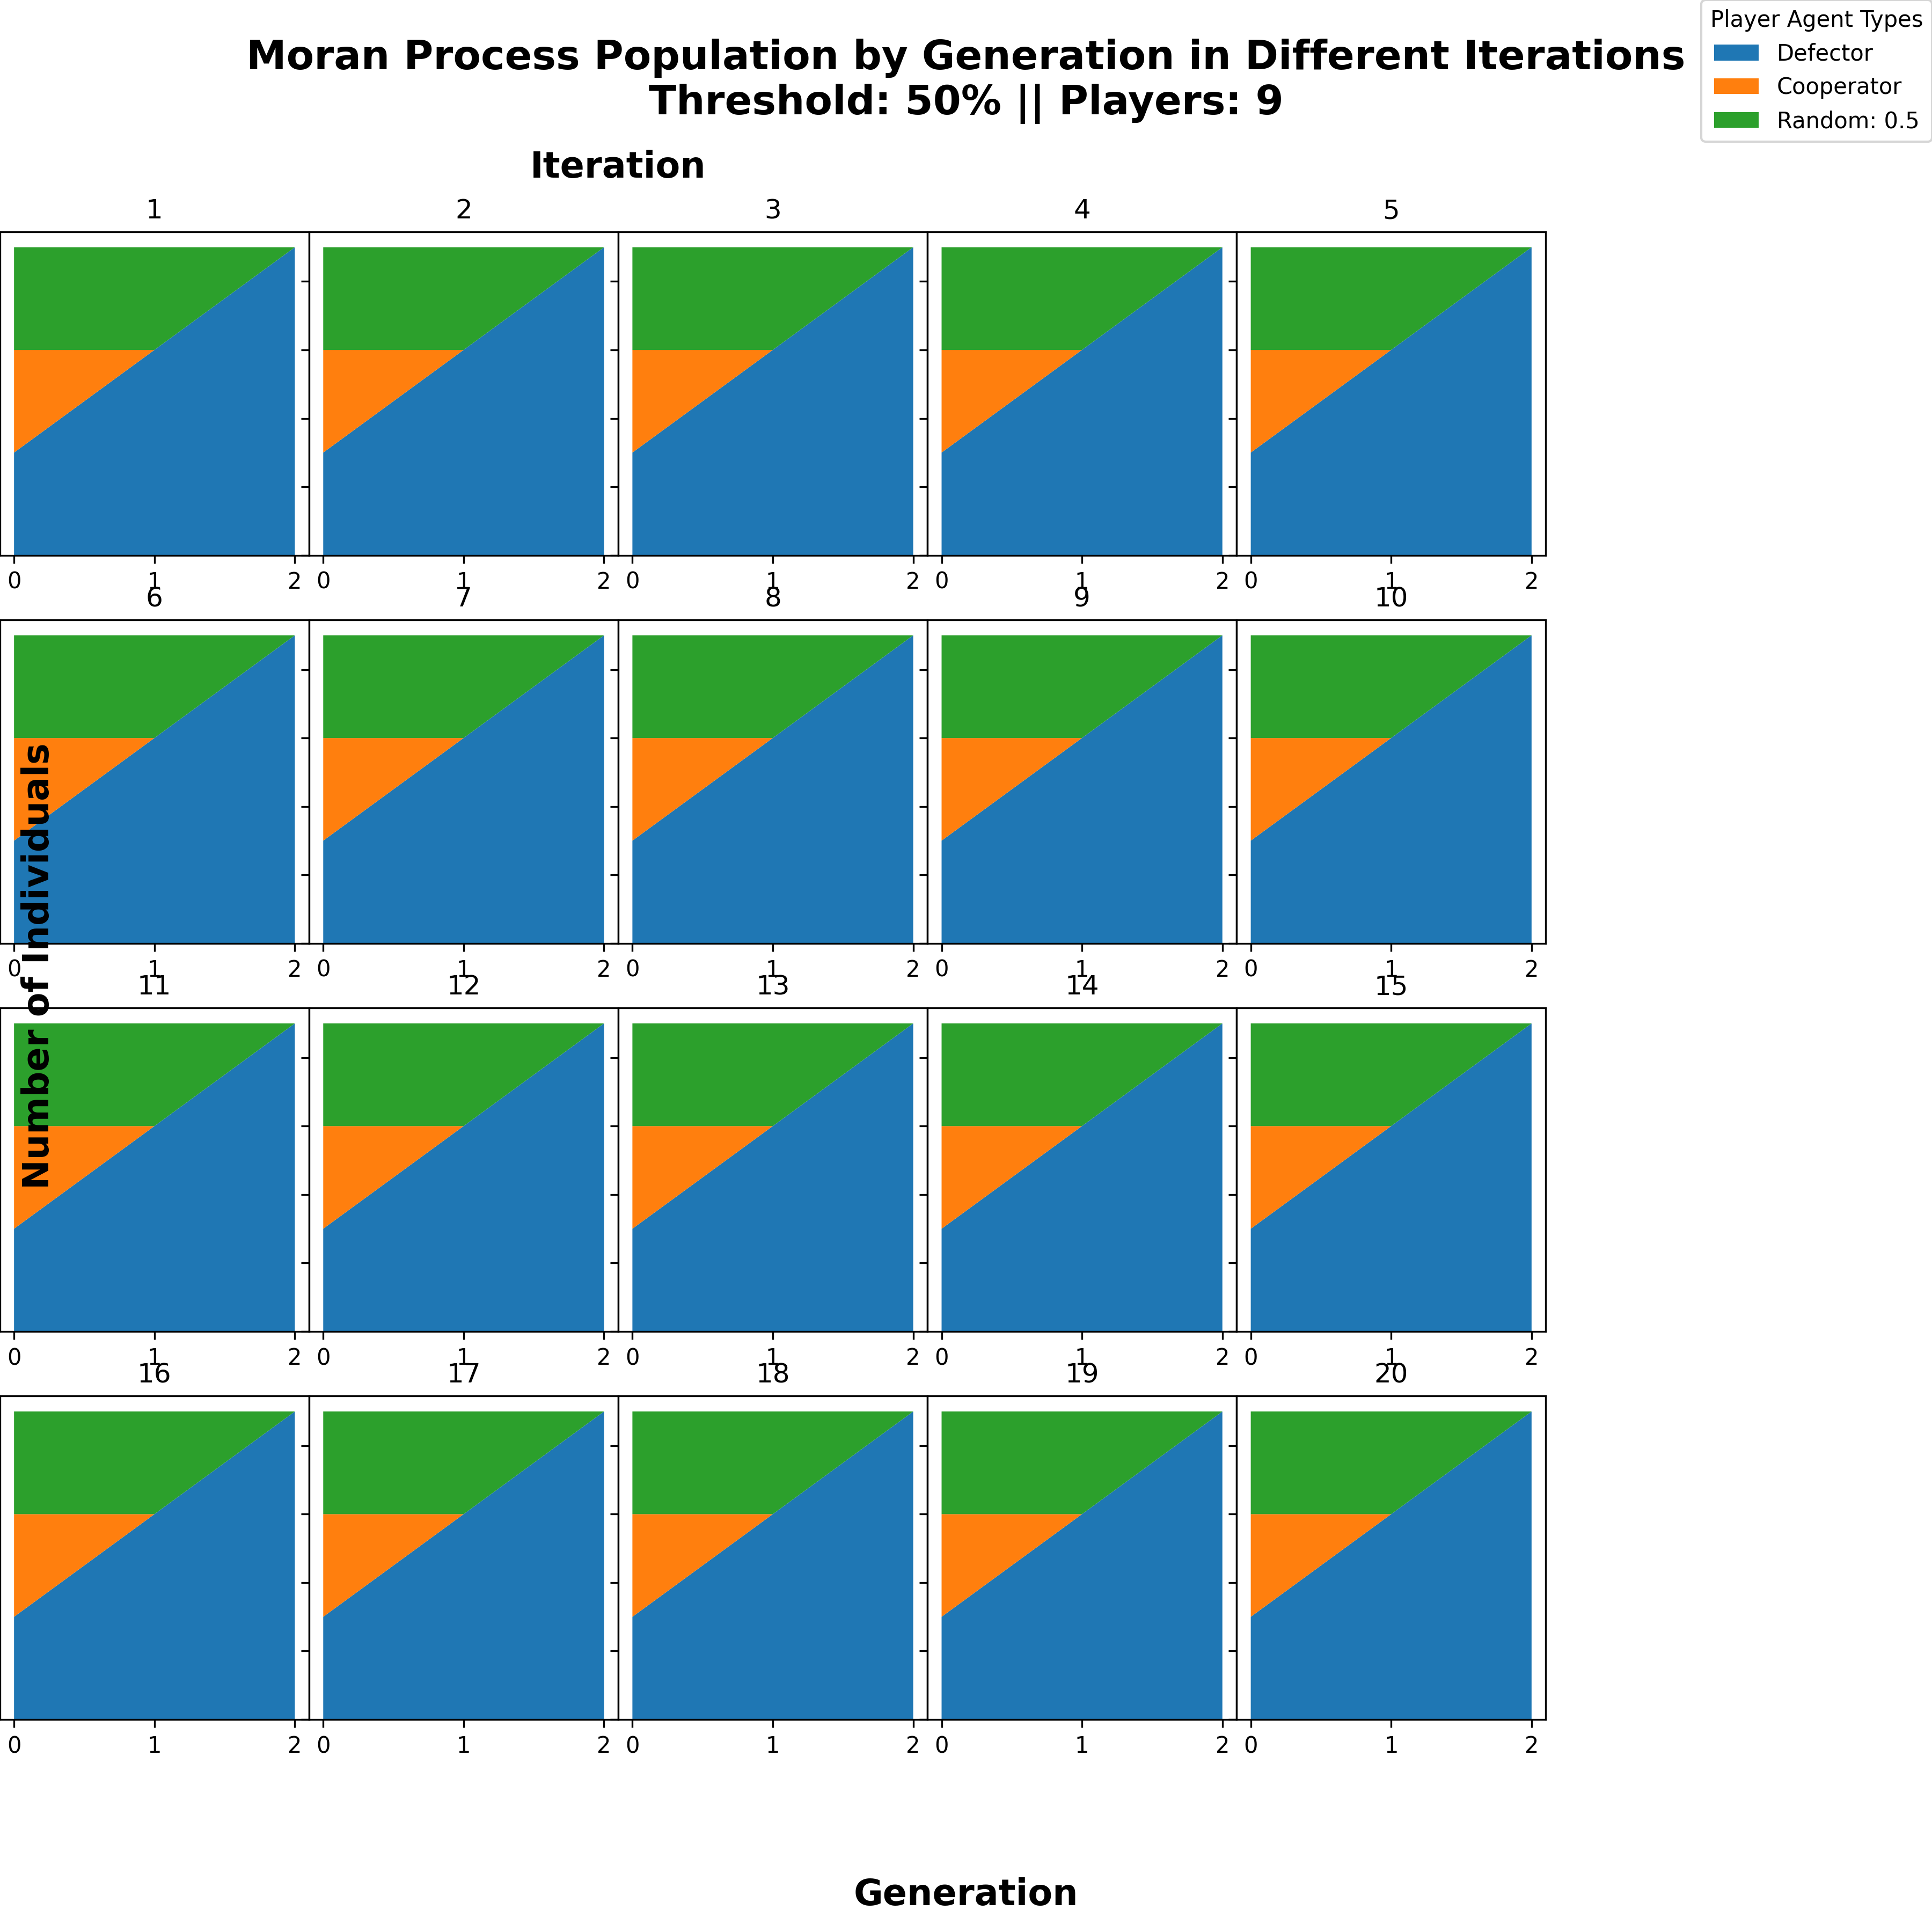 Moran Process Population by Generation in Different Iterations
Threshold: 50% || Players: 9
Player Agent Types
Defector
Cooperator
Random: 0.5
Iteration
1 2 3 4 5
0 1 2 0 1 2 0 1 2 0 1 2 0 1 2
6 7 8 9 10
0 1 2 0 1 2 0 1 2 0 1 2 0 1 2
11 12 13 14 15
0 1 2 0 1 2 0 1 2 0 1 2 0 1 2
16 17 18 19 20
0 1 2 0 1 2 0 1 2 0 1 2 0 1 2
Number of Individuals
Generation